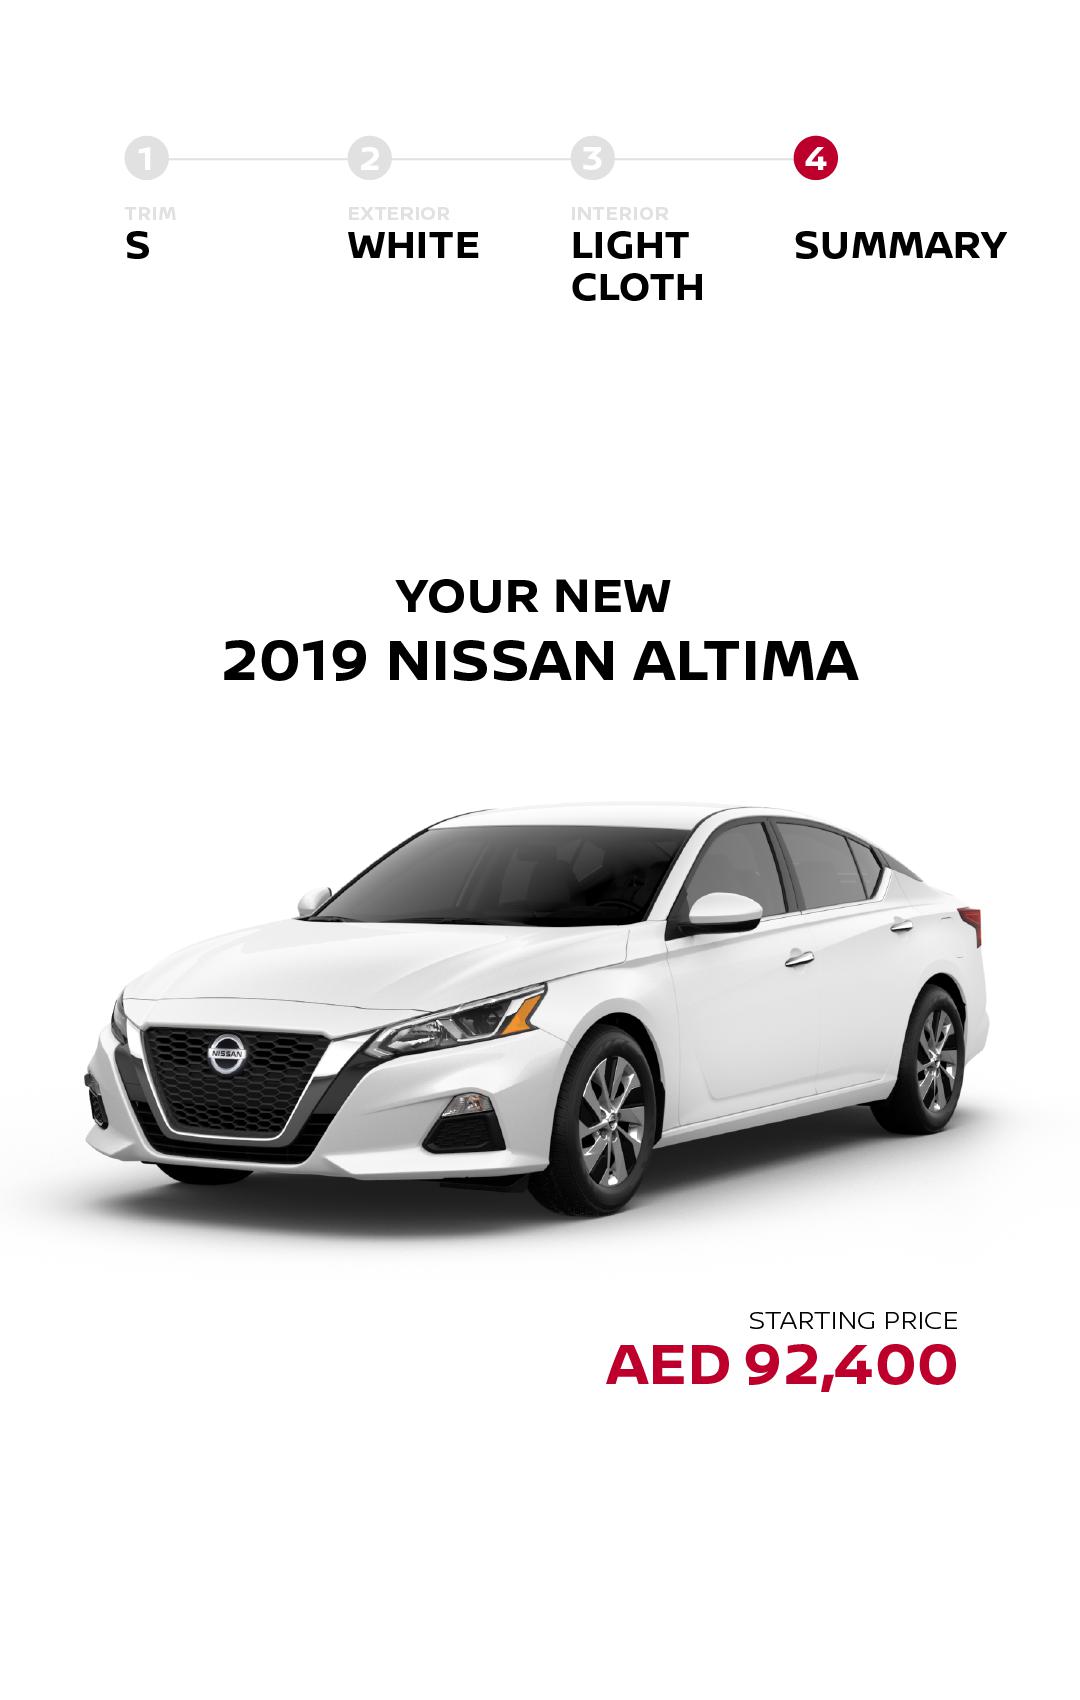 1 2 3 4
TRIM
S
EXTERIOR
WHITE
INTERIOR
LIGHT
CLOTH
SUMMARY
YOUR NEW
2019 NISSAN ALTIMA
NISSAN
STARTING PRICE
AED 92,400